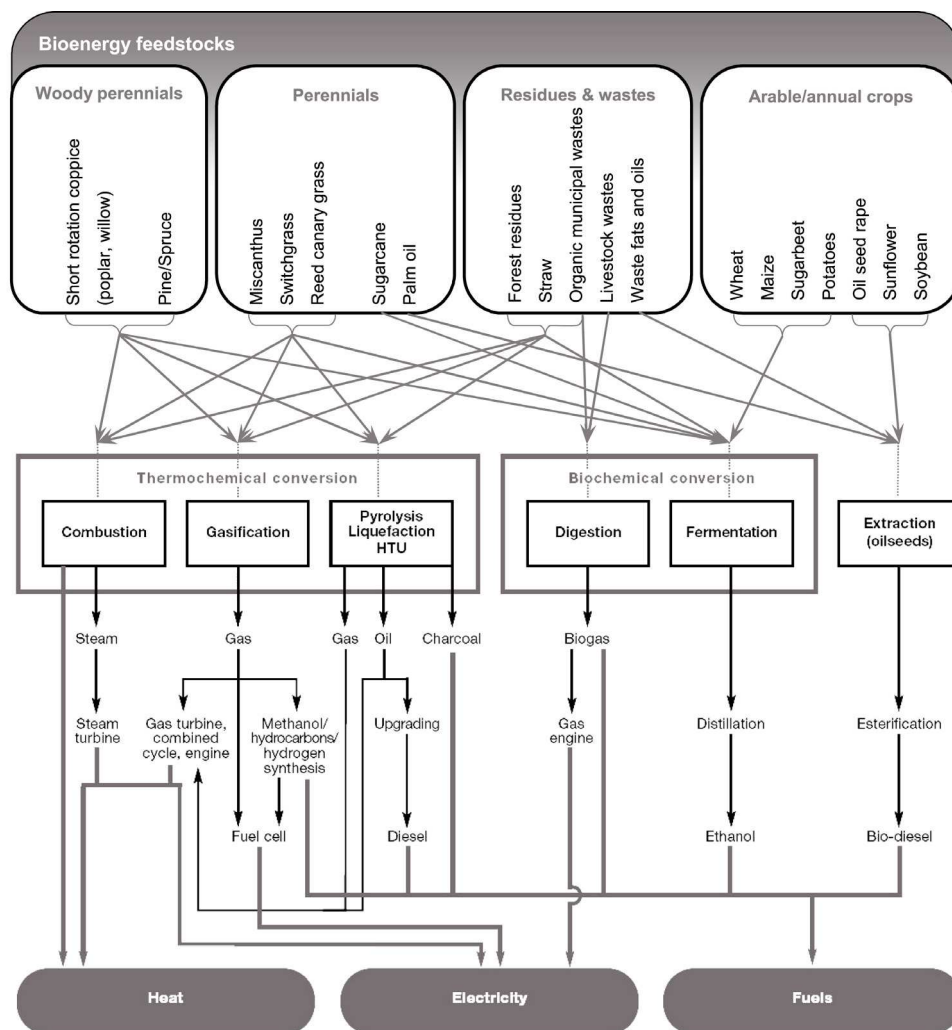 Bioenergy feedstocks
Woody perennials
Perennials
Residues & wastes
Arable/annual crops
Short rotation coppice
(poplar, willow)
Pine/Spruce
Miscanthus
Switchgrass
Reed canary grass
Sugarcane
Palm oil
Forest residues
Straw
Organic municipal wastes
Livestock wastes
Waste fats and oils
Wheat
Maize
Sugarbeet
Potatoes
Oil seed rape
Sunflower
Soybean
Thermochemical conversion
Biochemical conversion
Combustion
Gasification
Pyrolysis
Liquefaction
HTU
Digestion
Fermentation
Extraction
(oilseeds)
Steam
Gas
Gas
Oil
Charcoal
Biogas
Steam
turbine
Gas turbine,
combined
cycle, engine
Methanol/
hydrocarbons/
hydrogen
synthesis
Upgrading
Gas
engine
Distillation
Esterification
Fuel cell
Diesel
Ethanol
Bio-diesel
Heat
Electricity
Fuels